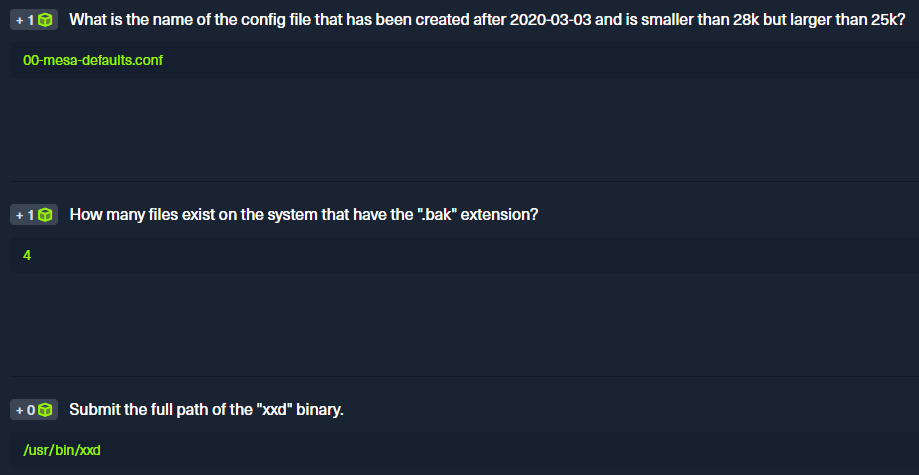 + 1 What is the name of the config file that has been created after 2020-03-03 and is smaller than 28k but larger than 25k?
00-mesa-defaults.conf
+ 1 How many files exist on the system that have the ".bak" extension?
4
+ 0 Submit the full path of the "xxd" binary.
/usr/bin/xxd